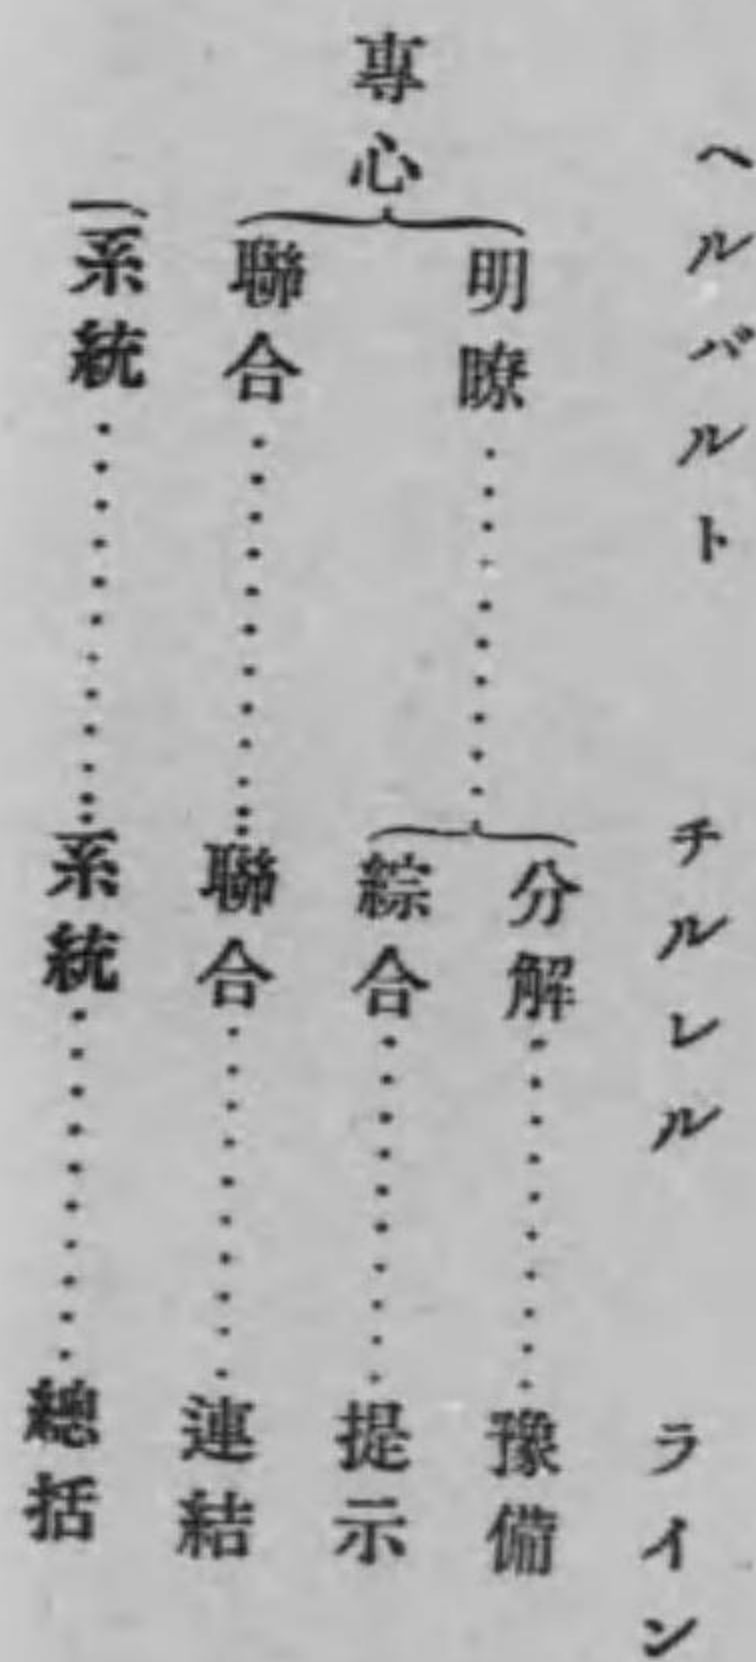 ヘルバルト　チルレル　ライン
專心
明瞭………分解………豫備
綜合………提示
聯合………聯合………連結
系統………系統………總括